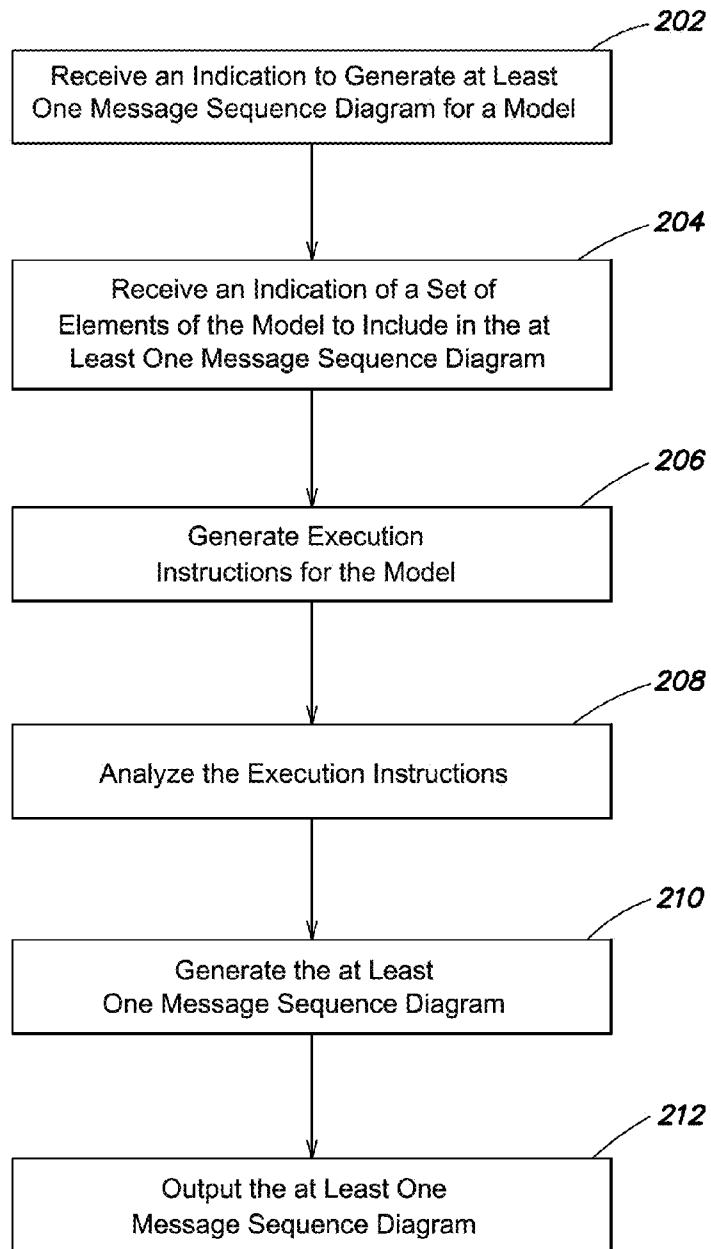 202
Receive an Indication to Generate at Least
One Message Sequence Diagram for a Model
204
Receive an Indication of a Set of
Elements of the Model to Include in the at
Least One Message Sequence Diagram
206
Generate Execution
Instructions for the Model
208
Analyze the Execution Instructions
210
Generate the at Least
One Message Sequence Diagram
212
Output the at Least One
Message Sequence Diagram